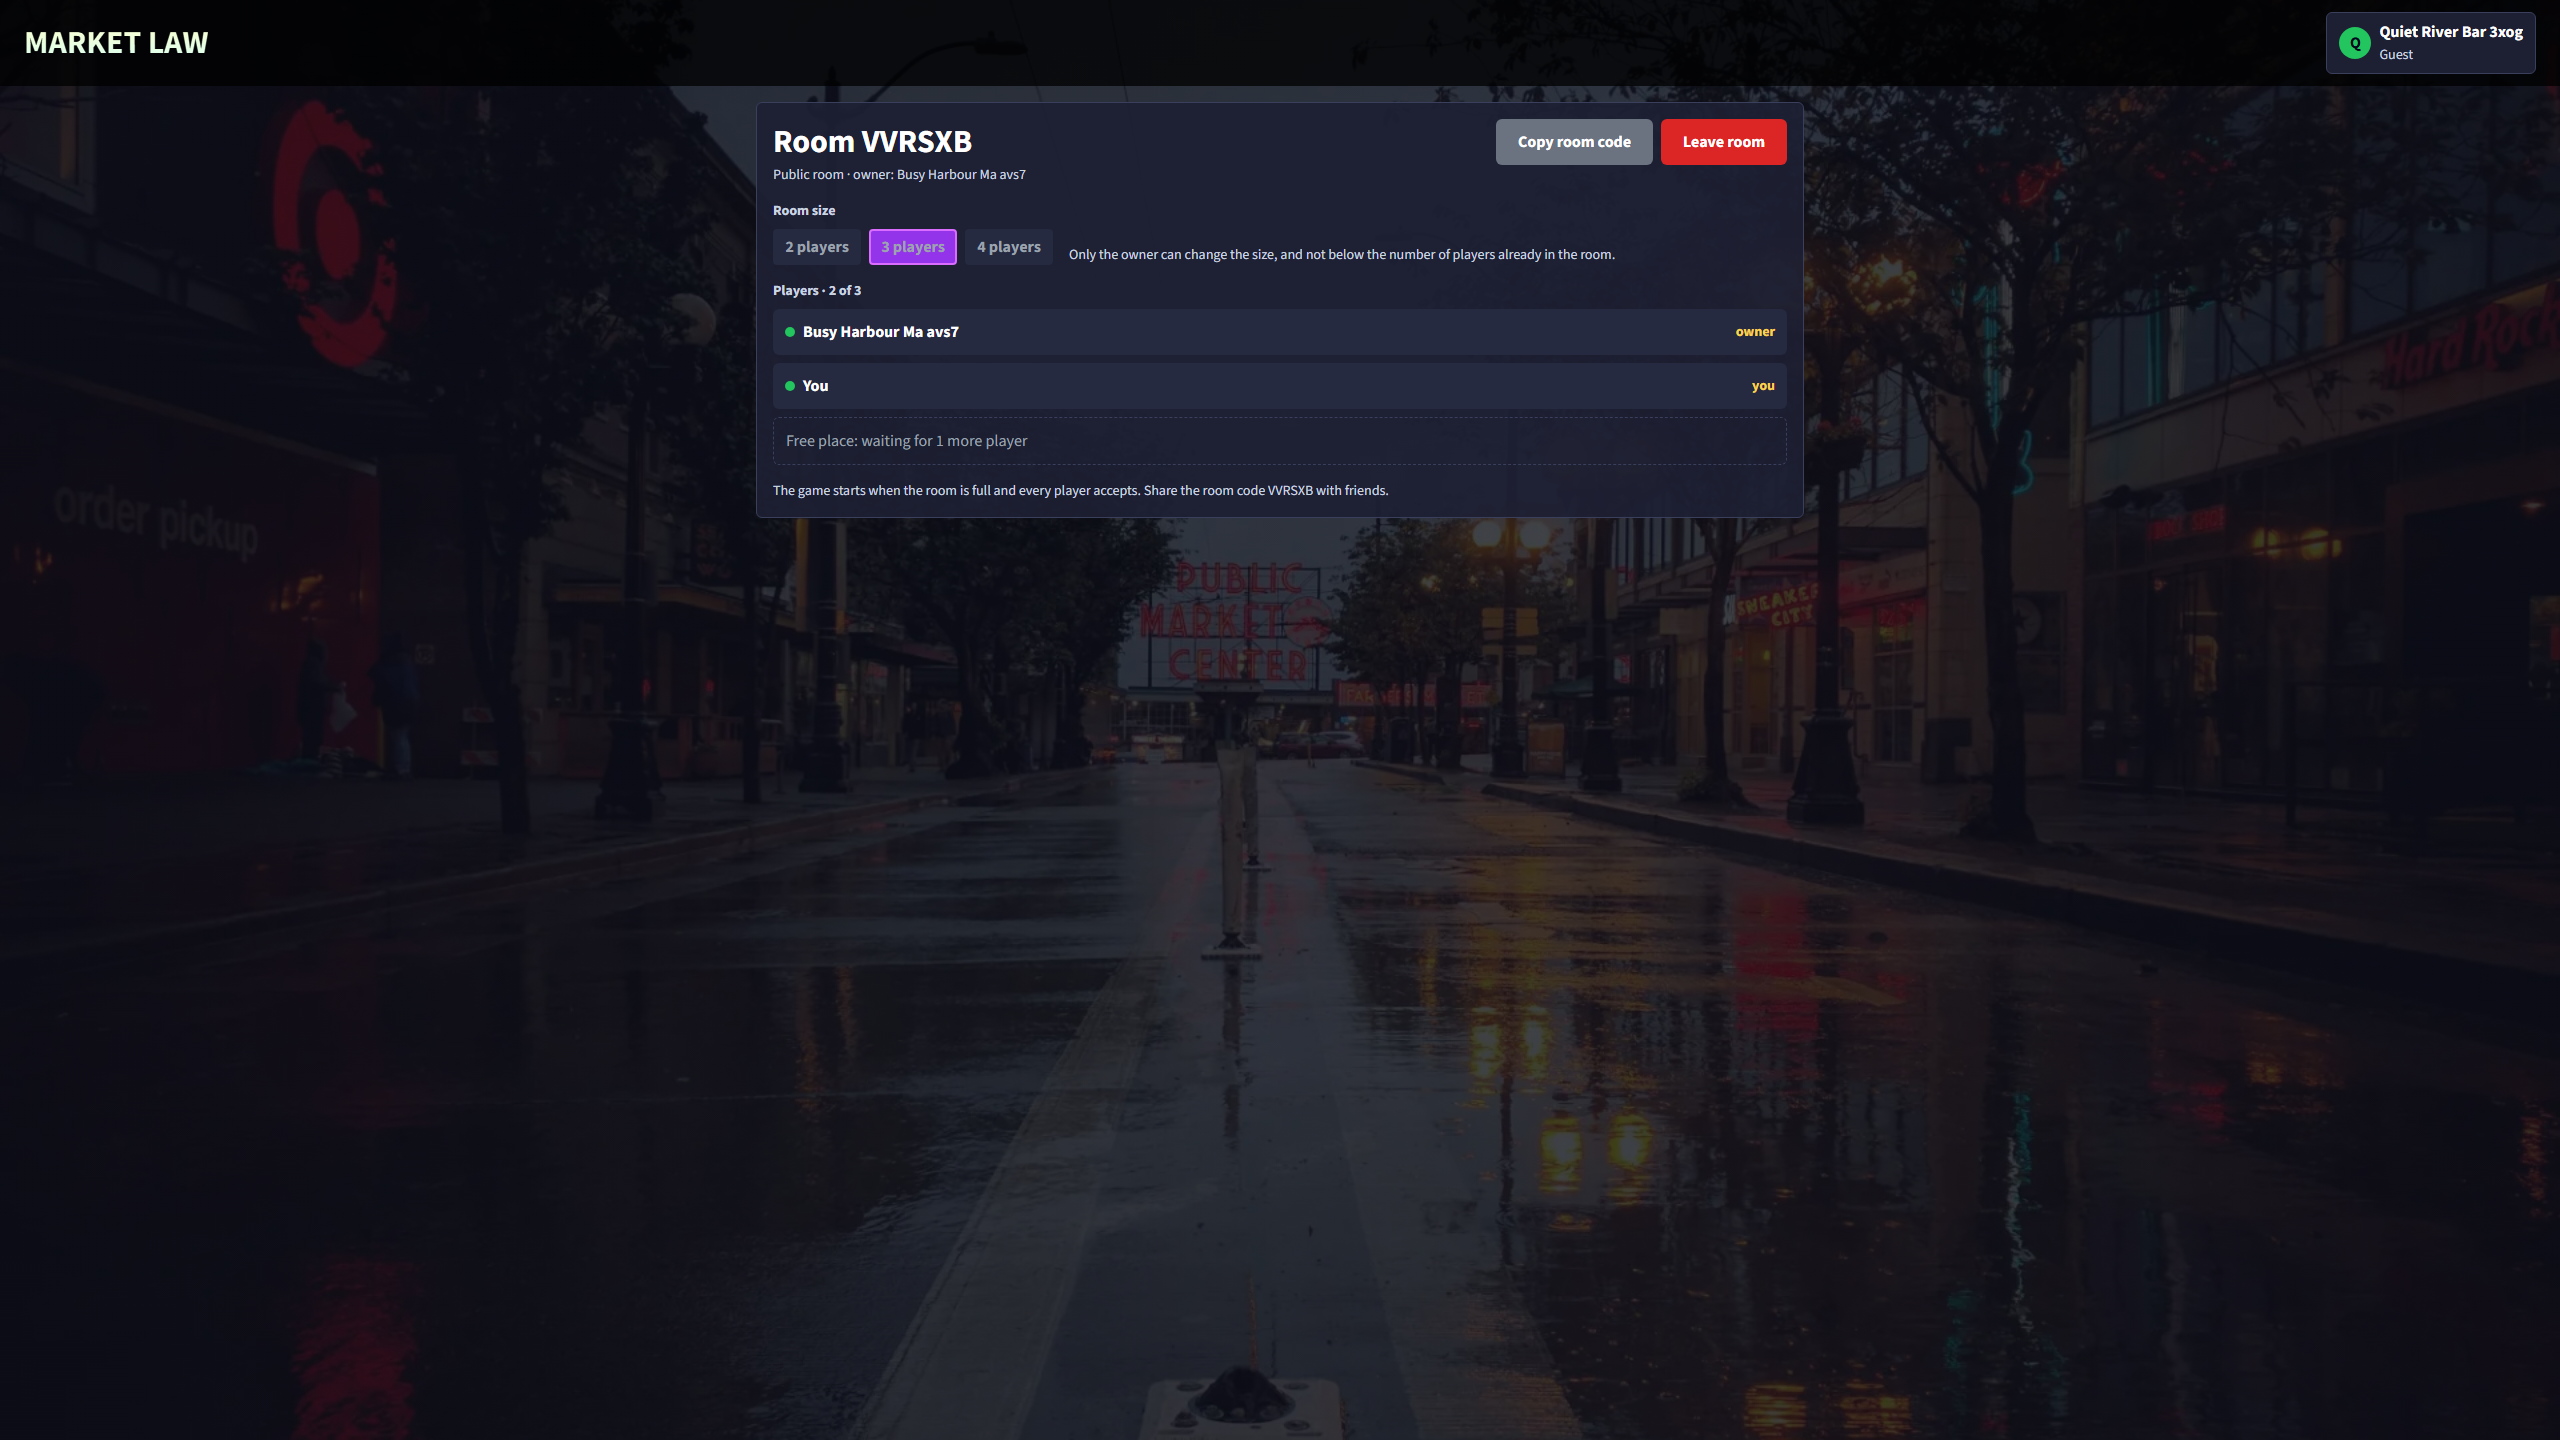 MARKET LAW
Q
Quiet River Bar 3xog
Guest
Room VVRSXB
Copy room code
Leave room
Public room · owner: Busy Harbour Ma avs7
Room size
2 players
3 players
4 players
Only the owner can change the size, and not below the number of players already in the room.
Players · 2 of 3
Busy Harbour Ma avs7
owner
You
you
Free place: waiting for 1 more player
The game starts when the room is full and every player accepts. Share the room code VVRSXB with friends.
order pickup
Hard Rock
PUBLIC
MARKET
CENTER
SNEAKER
CITY